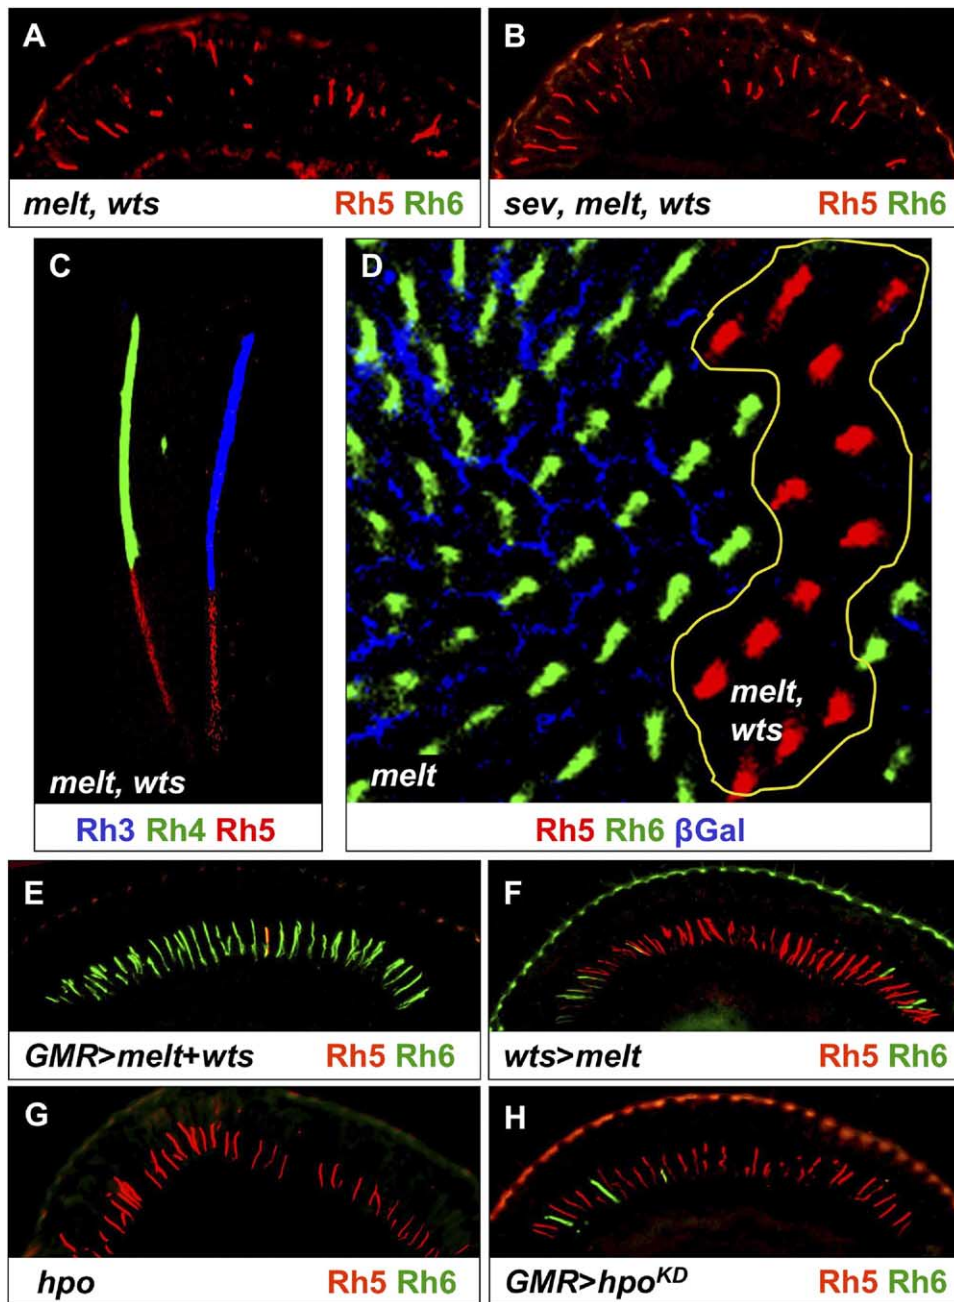 A
melt, wts Rh5 Rh6
B
sev, melt, wts Rh5 Rh6
C
melt, wts
Rh3 Rh4 Rh5
D
melt,
wts
melt
Rh5 Rh6 βGal
E
GMR>melt+wts Rh5 Rh6
F
wts>melt Rh5 Rh6
G
hpo Rh5 Rh6
H
GMR>hpoKD Rh5 Rh6